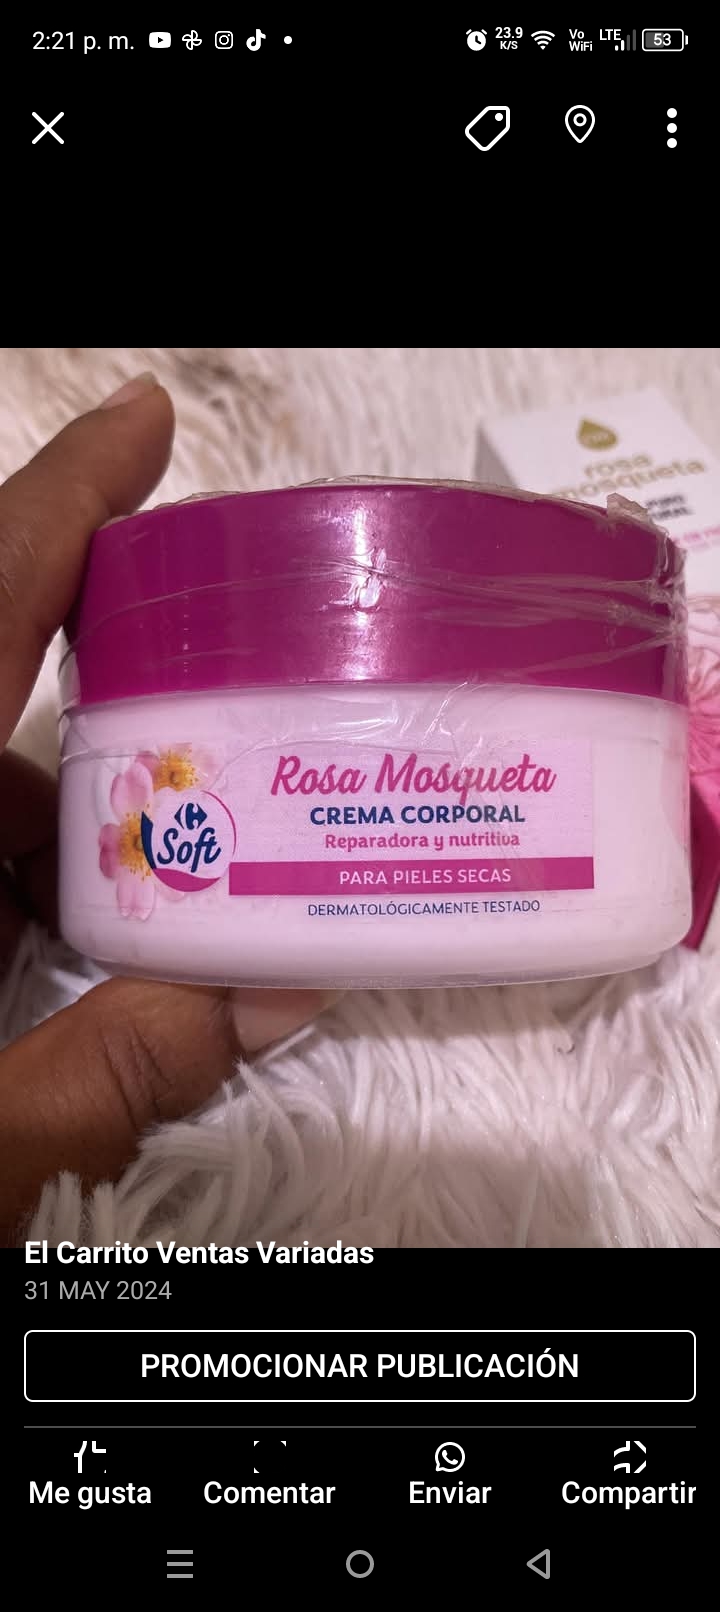 2:21 p. m.
23.9
K/S
Vo
WiFi
LTE
53
rosa
mosqueta
Rosa Mosqueta
CREMA CORPORAL
Reparadora y nutritiva
Soft
PARA PIELES SECAS
DERMATOLÓGICAMENTE TESTADO
El Carrito Ventas Variadas
31 MAY 2024
PROMOCIONAR PUBLICACIÓN
Me gusta
Comentar
Enviar
Compartir